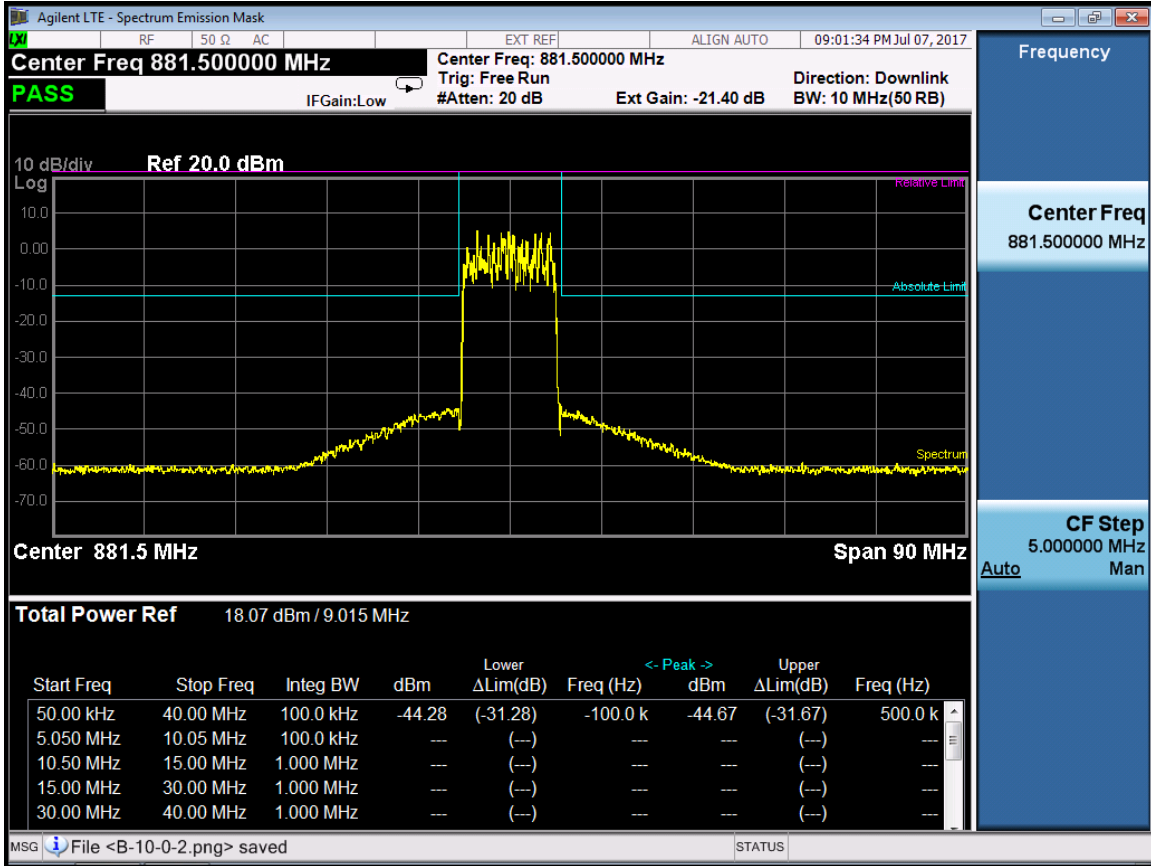 Agilent LTE - Spectrum Emission Mask
LXI RF 50 Ω AC EXT REF ALIGN AUTO 09:01:34 PM Jul 07, 2017
Center Freq 881.500000 MHz
PASS
IFGain:Low
Center Freq: 881.500000 MHz
Trig: Free Run
#Atten: 20 dB
Ext Gain: -21.40 dB
Direction: Downlink
BW: 10 MHz(50 RB)
10 dB/div Ref 20.0 dBm
Log
Relative Limit
10.0
0.00
-10.0
Absolute Limit
-20.0
-30.0
-40.0
-50.0
-60.0
Spectrum
-70.0
Center 881.5 MHz Span 90 MHz
Total Power Ref 18.07 dBm / 9.015 MHz
Lower <- Peak -> Upper
Start Freq Stop Freq Integ BW dBm ΔLim(dB) Freq (Hz) dBm ΔLim(dB) Freq (Hz)
50.00 kHz 40.00 MHz 100.0 kHz -44.28 (-31.28) -100.0 k -44.67 (-31.67) 500.0 k
5.050 MHz 10.05 MHz 100.0 kHz --- (---) --- --- (---) ---
10.50 MHz 15.00 MHz 1.000 MHz --- (---) --- --- (---) ---
15.00 MHz 30.00 MHz 1.000 MHz --- (---) --- --- (---) ---
30.00 MHz 40.00 MHz 1.000 MHz --- (---) --- --- (---) ---
MSG File <B-10-0-2.png> saved STATUS
Frequency
Center Freq
881.500000 MHz
CF Step
5.000000 MHz
Auto Man